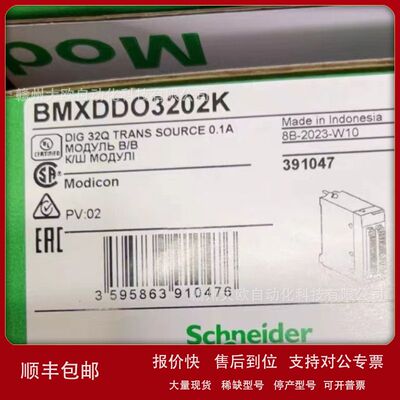 Mod
BMXDDO3202K
DIG 32Q TRANS SOURCE 0.1A
МОДУЛЬ В/В
К/Ш МОДУЛІ
Made in Indonesia
8B-2023-W10
391047
Modicon
PV:02
EAC
3 595863 910476
Schneider
顺丰包邮
报价快 售后到位 支持对公专票
大量现货 稀缺型号 停产型号 可开普票